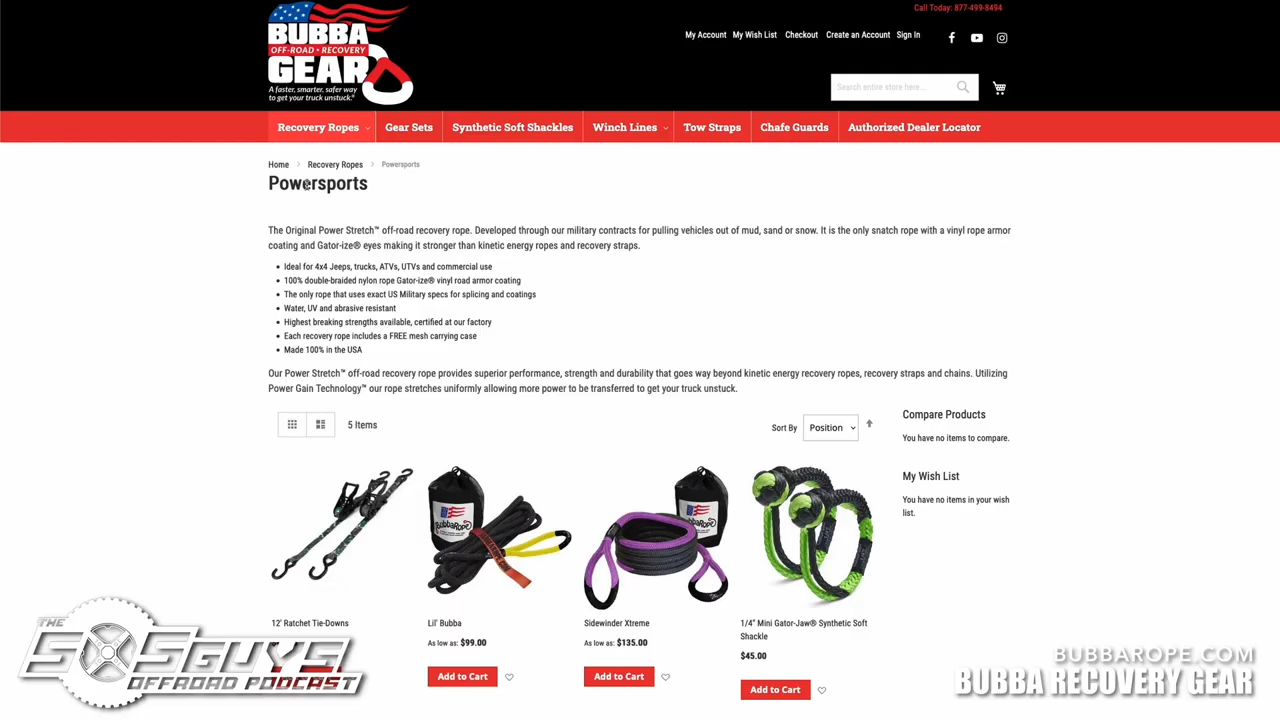 Call Today: 877-499-8494
BUBBA
OFF-ROAD • RECOVERY
GEAR
A faster, smarter, safer way
to get your truck unstuck.®
My Account My Wish List Checkout Create an Account Sign In
Search entire store here...
Recovery Ropes Gear Sets Synthetic Soft Shackles Winch Lines Tow Straps Chafe Guards Authorized Dealer Locator
Home > Recovery Ropes > Powersports
Powersports
The Original Power Stretch™ off-road recovery rope. Developed through our military contracts for pulling vehicles out of mud, sand or snow. It is the only snatch rope with a vinyl rope armor
coating and Gator-ize® eyes making it stronger than kinetic energy ropes and recovery straps.
• Ideal for 4x4 Jeeps, trucks, ATVs, UTVs and commercial use
• 100% double-braided nylon rope Gator-ize® vinyl road armor coating
• The only rope that uses exact US Military specs for splicing and coatings
• Water, UV and abrasive resistant
• Highest breaking strengths available, certified at our factory
• Each recovery rope includes a FREE mesh carrying case
• Made 100% in the USA
Our Power Stretch™ off-road recovery rope provides superior performance, strength and durability that goes way beyond kinetic energy recovery ropes, recovery straps and chains. Utilizing
Power Gain Technology™ our rope stretches uniformly allowing more power to be transferred to get your truck unstuck.
5 Items
Sort By Position
Compare Products
You have no items to compare.
My Wish List
You have no items in your wish
list.
BubbaRope
BubbaRope
12' Ratchet Tie-Downs
Lil' Bubba
As low as: $99.00
Add to Cart
Sidewinder Xtreme
As low as: $135.00
Add to Cart
1/4" Mini Gator-Jaw® Synthetic Soft
Shackle
$45.00
Add to Cart
THE
SXSGUYS
OFFROAD PODCAST
BUBBAROPE.COM
BUBBA RECOVERY GEAR